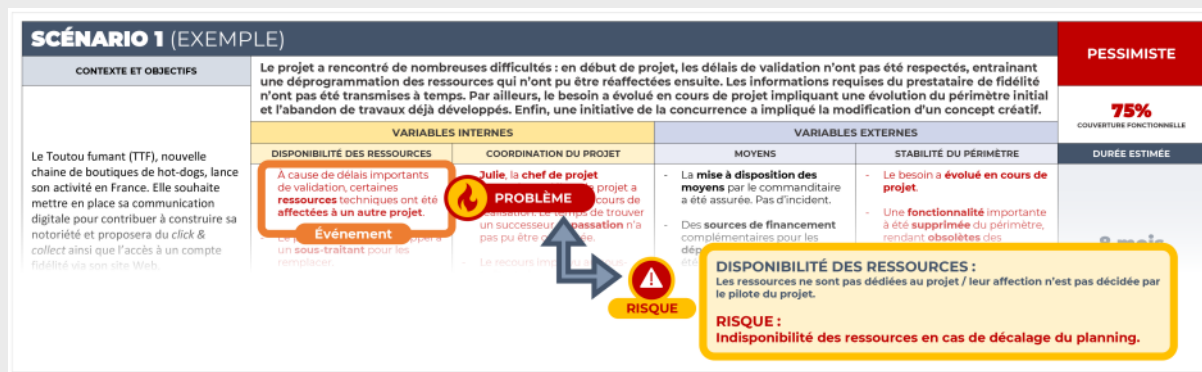 SCÉNARIO 1 (EXEMPLE)
PESSIMISTE
CONTEXTE ET OBJECTIFS
Le projet a rencontré de nombreuses difficultés : en début de projet, les délais de validation n'ont pas été respectés, entrainant
une déprogrammation des ressources qui n'ont pu être réaffectées ensuite. Les informations requises du prestataire de fidélité
n'ont pas été transmises à temps. Par ailleurs, le besoin a évolué en cours de projet impliquant une évolution du périmètre initial
et l'abandon de travaux déjà développés. Enfin, une initiative de la concurrence a impliqué la modification d'un concept créatif.
75%
COUVERTURE FONCTIONNELLE
VARIABLES INTERNES
VARIABLES EXTERNES
DISPONIBILITÉ DES RESSOURCES
COORDINATION DU PROJET
MOYENS
STABILITÉ DU PÉRIMÈTRE
DURÉE ESTIMÉE
Le Toutou fumant (TTF), nouvelle
chaine de boutiques de hot-dogs, lance
son activité en France. Elle souhaite
mettre en place sa communication
digitale pour contribuer à construire sa
notoriété et proposera du click &
collect ainsi que l'accès à un compte
fidélité via son site Web.
À cause de délais importants
de validation, certaines
ressources techniques ont été
affectées à un autre projet.
Événement
un sous-traitant pour les
remplacer.
Julie, la chef de projet
projet a
cours de
de trouver
un successeur
pas pu être
Le recours
PROBLÈME
- La mise à disposition des
moyens par le commanditaire
a été assurée. Pas d'incident.
- Des sources de financement
complémentaires pour les
- Le besoin a évolué en cours de
projet.
- Une fonctionnalité importante
à été supprimée du périmètre,
rendant obsolètes des
8 mois
RISQUE
DISPONIBILITÉ DES RESSOURCES :
Les ressources ne sont pas dédiées au projet / leur affection n'est pas décidée par
le pilote du projet.
RISQUE :
Indisponibilité des ressources en cas de décalage du planning.